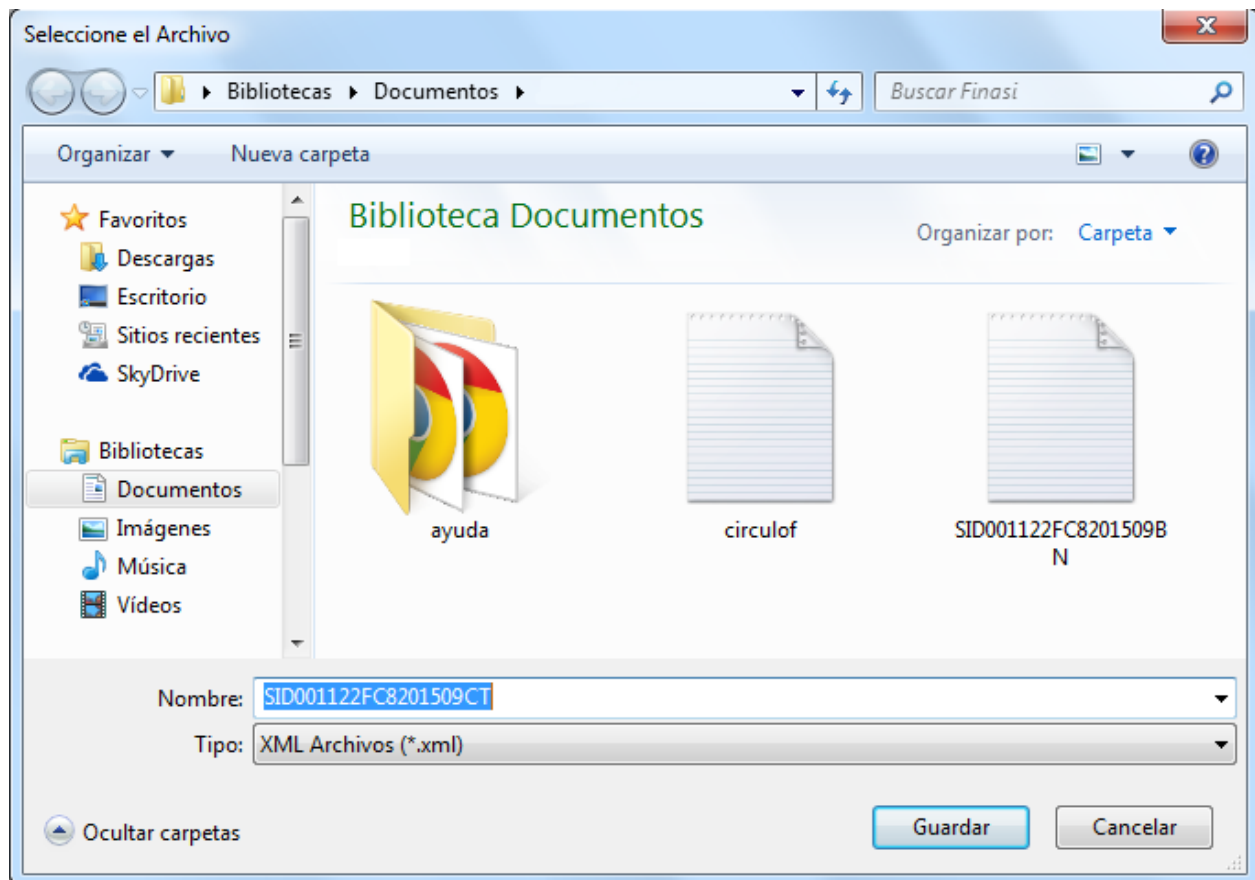 Seleccione el Archivo
Bibliotecas Documentos
Buscar Finasi
Organizar Nueva carpeta
Favoritos
Descargas
Escritorio
Sitios recientes
SkyDrive
Bibliotecas
Documentos
Imágenes
Música
Vídeos
Biblioteca Documentos
Organizar por: Carpeta
ayuda
circulof
SID001122FC8201509B
N
Nombre: SID001122FC8201509CT
Tipo: XML Archivos (*.xml)
Ocultar carpetas
Guardar
Cancelar